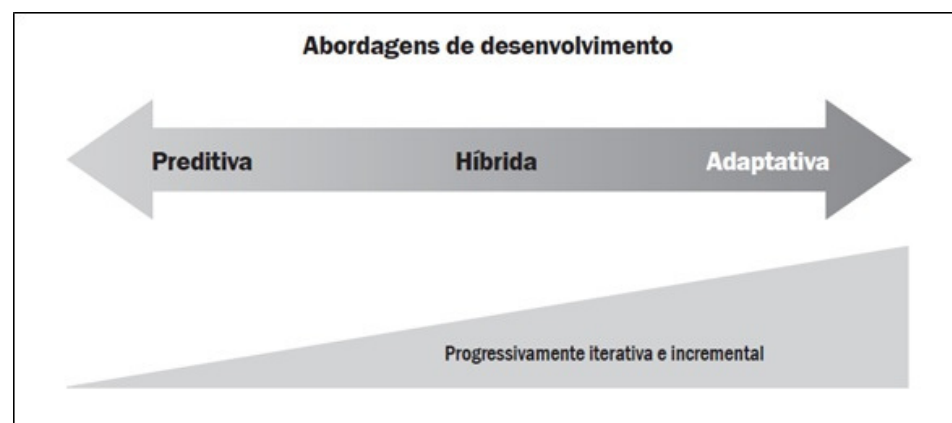 Abordagens de desenvolvimento
Preditiva Híbrida Adaptativa
Progressivamente iterativa e incremental